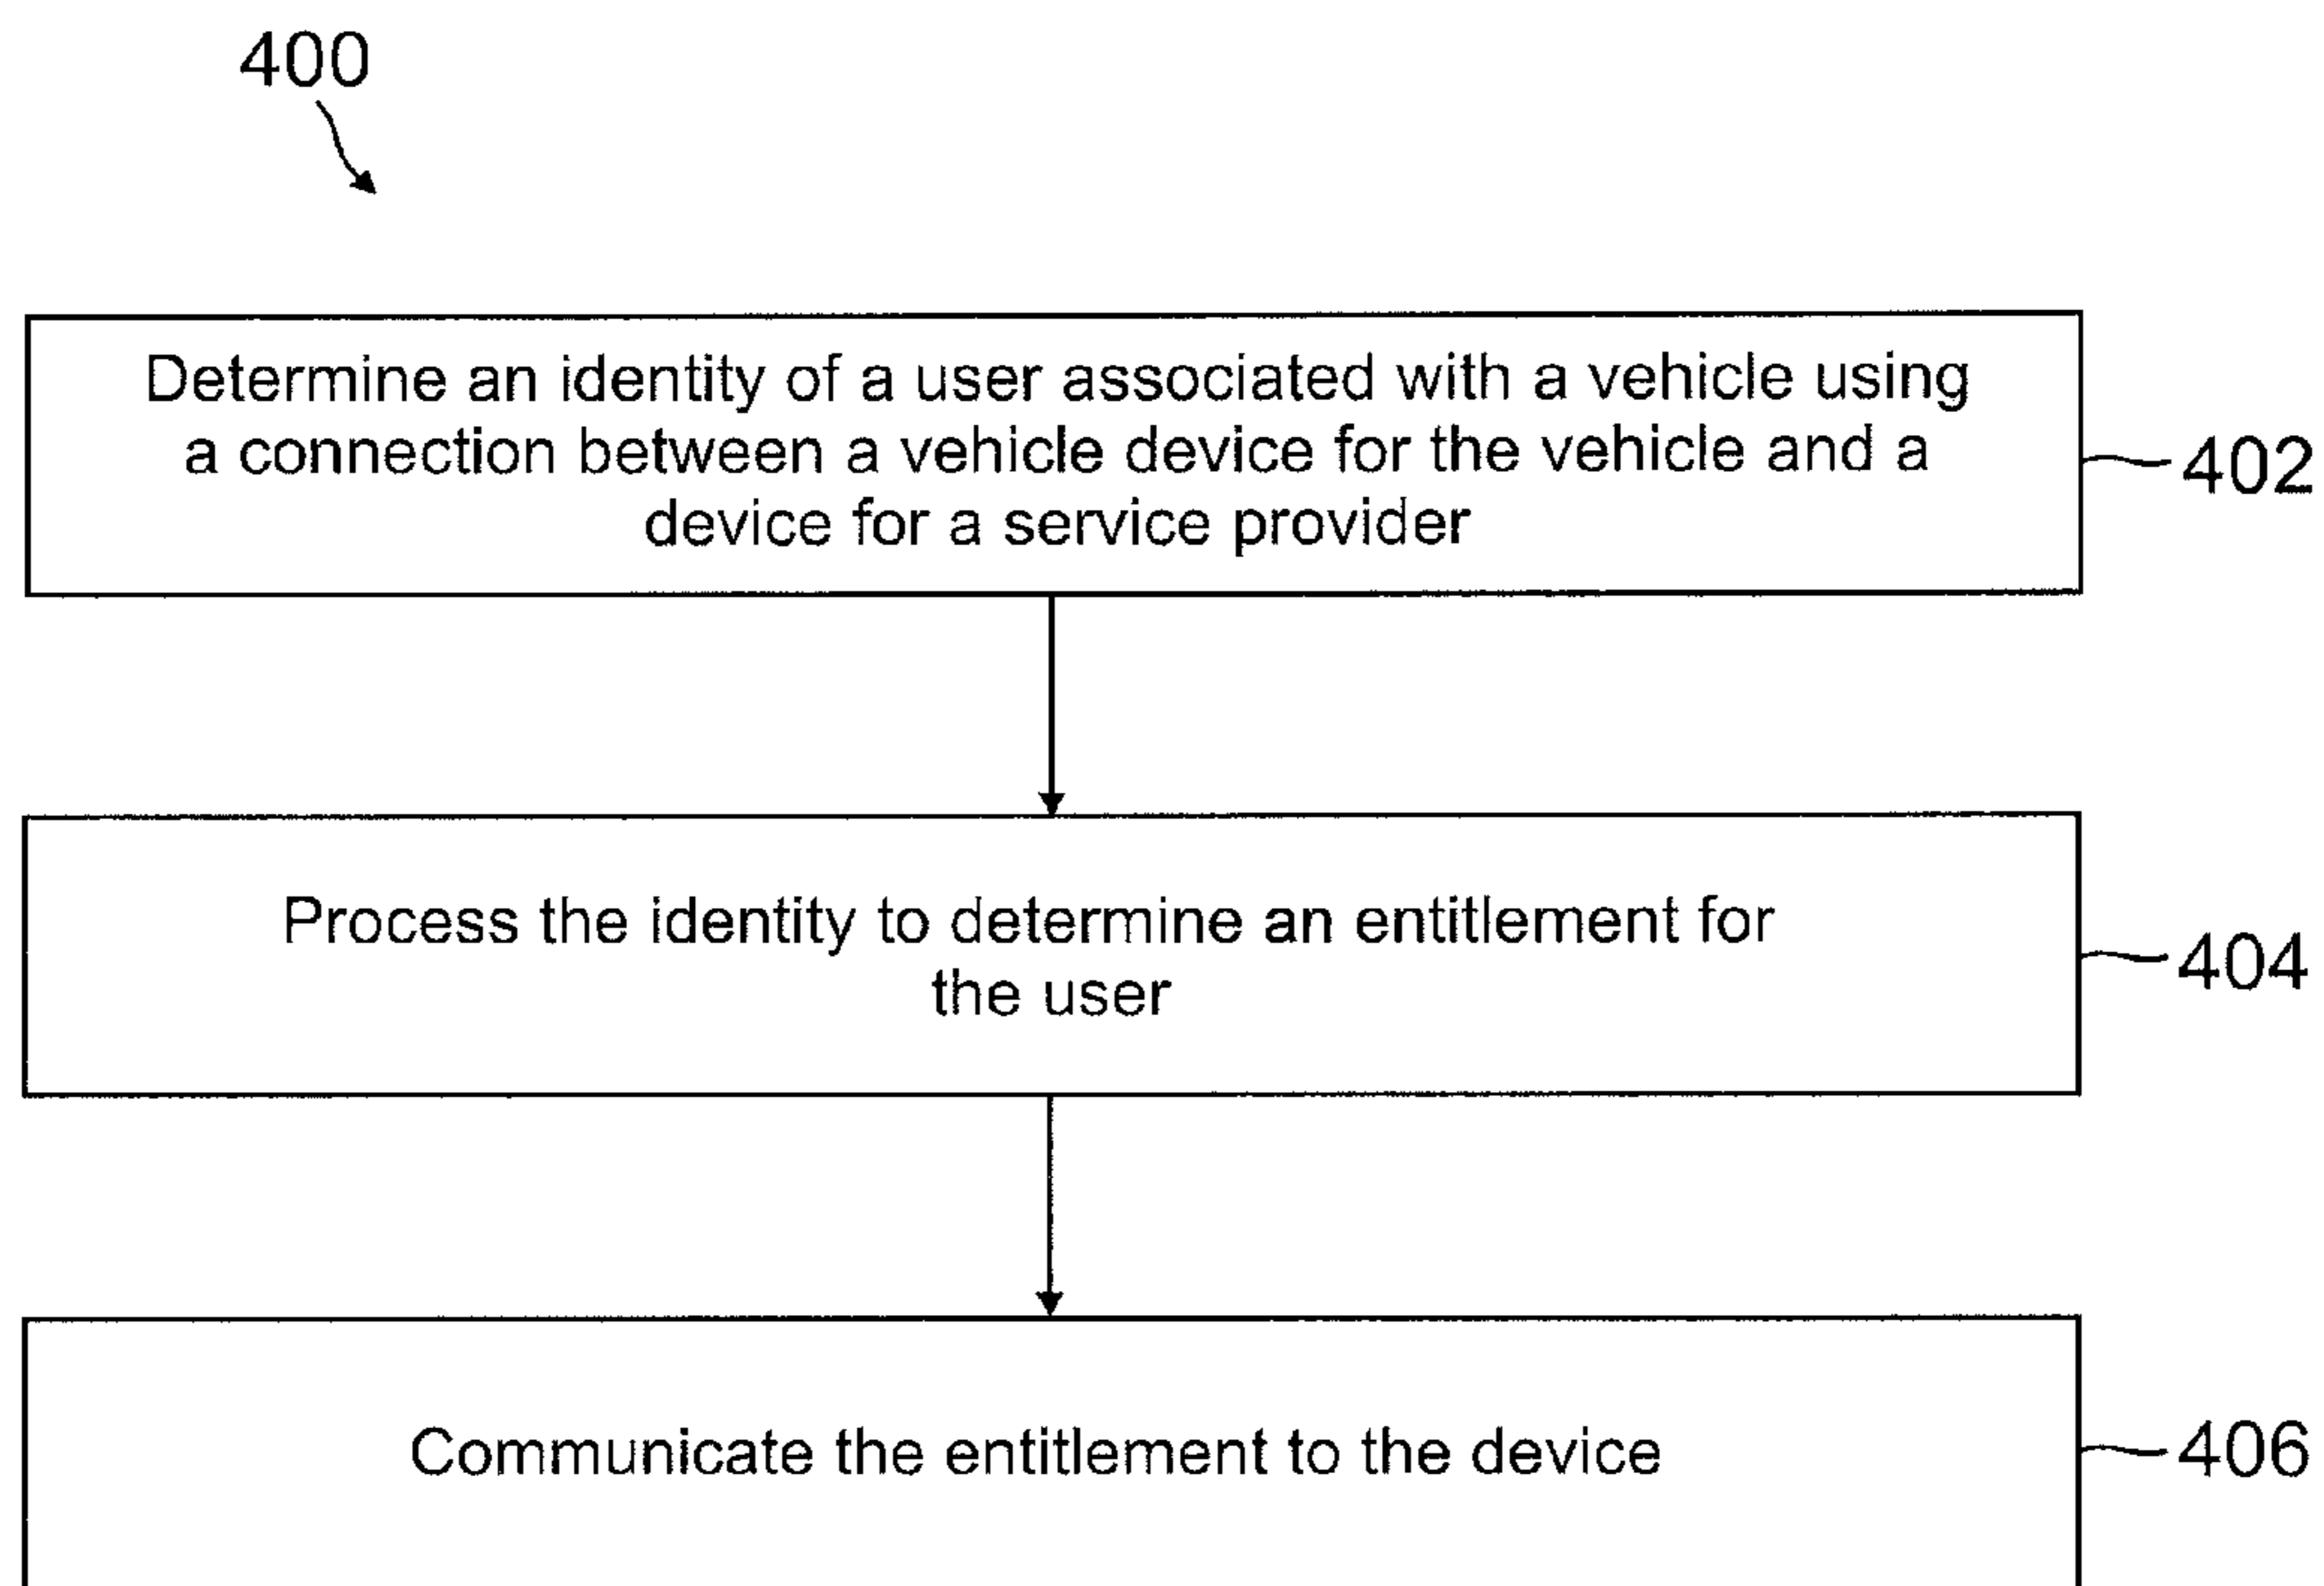 400
Determine an identity of a user associated with a vehicle using
a connection between a vehicle device for the vehicle and a
device for a service provider
402
Process the identity to determine an entitlement for
the user
404
Communicate the entitlement to the device
406